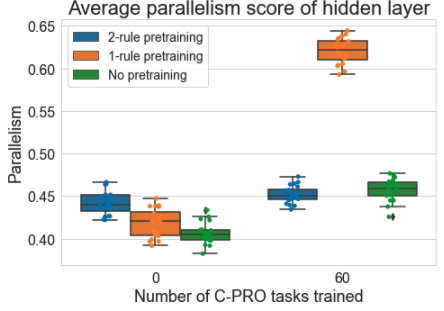 Average parallelism score of hidden layer
2-rule pretraining
1-rule pretraining
No pretraining
Parallelism
0.65
0.60
0.55
0.50
0.45
0.40
0
60
Number of C-PRO tasks trained